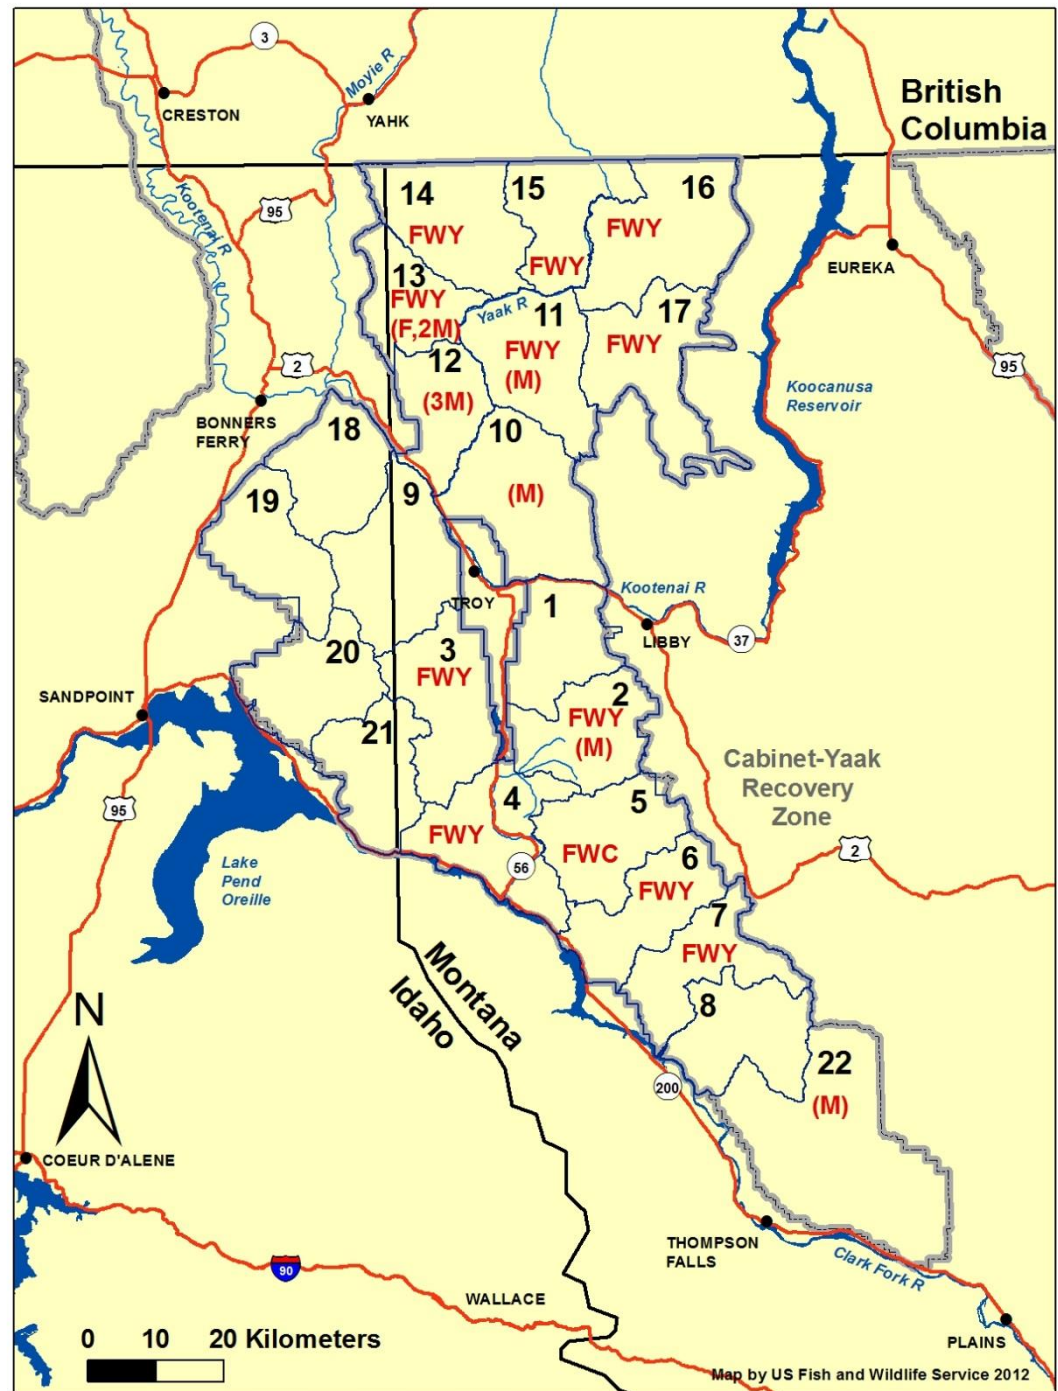 3
Moyie R
CRESTON
YAHK
British
Columbia
Kootenai R
95
14
15
16
FWY
FWY
FWY
EUREKA
13
FWY
(F,2M)
Yaak R
11
FWY
(M)
17
FWY
2
12
(3M)
95
Koocanusa
Reservoir
BONNERS
FERRY
18
10
(M)
19
9
TROY
Kootenai R
1
LIBBY
37
20
3
FWY
SANDPOINT
2
FWY
(M)
21
Cabinet-Yaak
Recovery
Zone
95
4
FWY
5
FWC
2
Lake
Pend
Oreille
56
6
FWY
7
FWY
Montana
Idaho
8
N
22
(M)
200
COEUR D'ALENE
THOMPSON
FALLS
Clark Fork R
90
WALLACE
PLAINS
0 10 20 Kilometers
Map by US Fish and Wildlife Service 2012